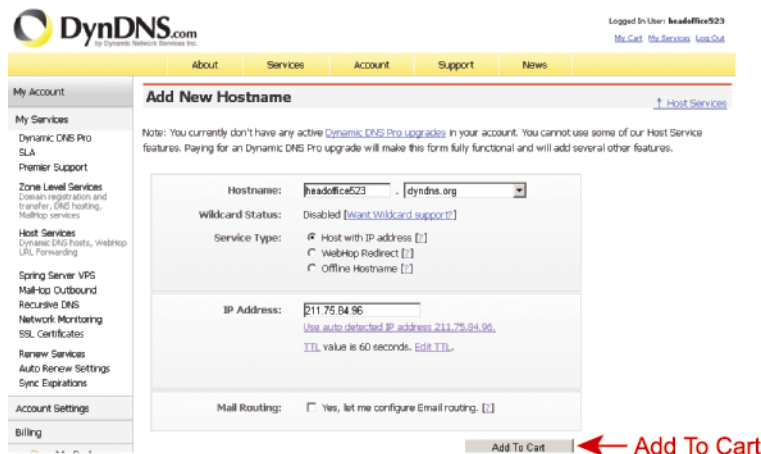 DynDNS.com
by Dynamic Network Services Inc.
Logged In User: headoffice523
My Cart My Services Log Out
About Services Account Support News
My Account
My Services
Dynamic DNS Pro
SLA
Premier Support
Zone Level Services
Domain registration and
transfer, DNS hosting,
MailHop services
Host Services
Dynamic DNS hosts, WebHop
URL Forwarding
Spring Server VPS
MailHop Outbound
Recursive DNS
Network Monitoring
SSL Certificates
Renew Services
Auto Renew Settings
Sync Expirations
Account Settings
Billing
Add New Hostname
↑ Host Services
Note: You currently don't have any active Dynamic DNS Pro upgrades in your account. You cannot use some of our Host Service
features. Paying for an Dynamic DNS Pro upgrade will make this form fully functional and will add several other features.
Hostname: headoffice523 . dyndns.org
Wildcard Status: Disabled [Want Wildcard support?]
Service Type: Host with IP address [?]
WebHop Redirect [?]
Offline Hostname [?]
IP Address: 211.75.84.96
Use auto detected IP address 211.75.84.96.
TTL value is 60 seconds. Edit TTL.
Mail Routing: Yes, let me configure Email routing. [?]
Add To Cart
Add To Cart